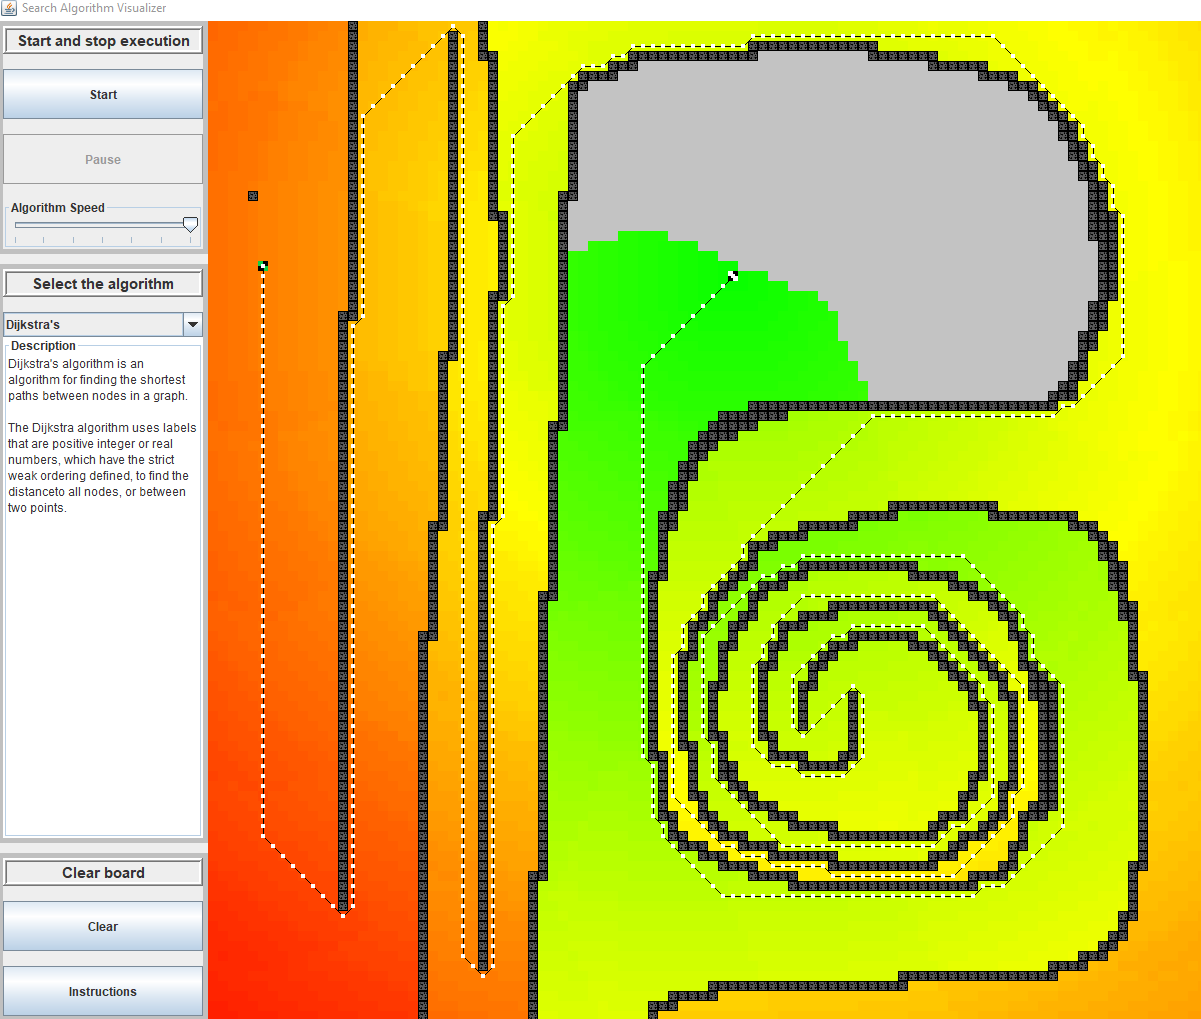 Search Algorithm Visualizer
Start and stop execution
Start
Pause
Algorithm Speed
Select the algorithm
Dijkstra's
Description
Dijkstra's algorithm is an
algorithm for finding the shortest
paths between nodes in a graph.
The Dijkstra algorithm uses labels
that are positive integer or real
numbers, which have the strict
weak ordering defined, to find the
distanceto all nodes, or between
two points.
Clear board
Clear
Instructions